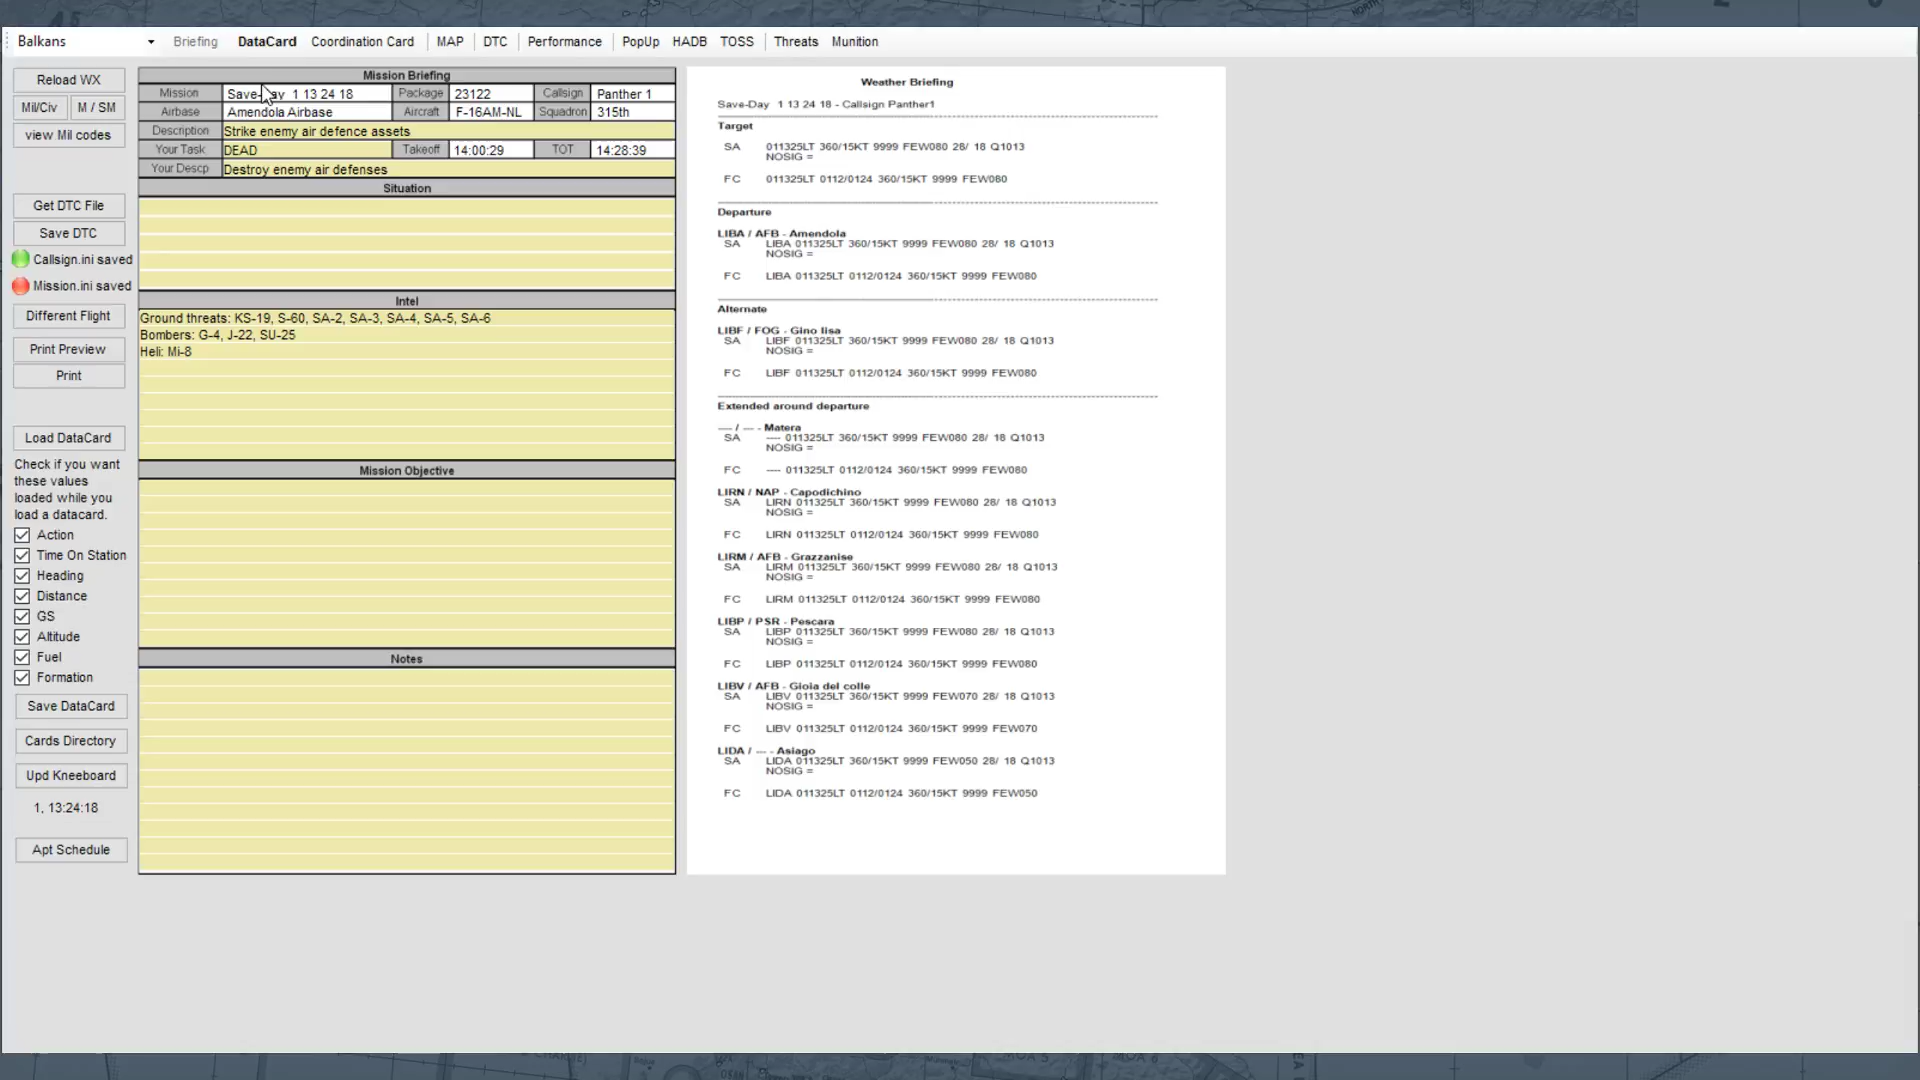 Balkans Briefing DataCard Coordination Card MAP DTC Performance PopUp HADB TOSS Threats Munition
Reload WX
Mil/Civ M / SM
view Mil codes
Get DTC File
Save DTC
Callsign.ini saved
Mission.ini saved
Different Flight
Print Preview
Print
Load DataCard
Check if you want
these values
loaded while you
load a datacard.
Action
Time On Station
Heading
Distance
GS
Altitude
Fuel
Formation
Save DataCard
Cards Directory
Upd Kneeboard
1, 13:24:18
Apt Schedule
Mission Briefing
Mission Save-Day 1 13 24 18 Package 23122 Callsign Panther 1
Airbase Amendola Airbase Aircraft F-16AM-NL Squadron 315th
Description Strike enemy air defence assets
Your Task DEAD Takeoff 14:00:29 TOT 14:28:39
Your Descp Destroy enemy air defenses
Situation
Intel
Ground threats: KS-19, S-60, SA-2, SA-3, SA-4, SA-5, SA-6
Bombers: G-4, J-22, SU-25
Heli: Mi-8
Mission Objective
Notes
Weather Briefing
Save-Day 1 13 24 18 - Callsign Panther1
Target
SA 011325LT 360/15KT 9999 FEW080 28/ 18 Q1013
NOSIG =
FC 011325LT 0112/0124 360/15KT 9999 FEW080
Departure
LIBA / AFB - Amendola
SA LIBA 011325LT 360/15KT 9999 FEW080 28/ 18 Q1013
NOSIG =
FC LIBA 011325LT 0112/0124 360/15KT 9999 FEW080
Alternate
LIBF / FOG - Gino lisa
SA LIBF 011325LT 360/15KT 9999 FEW080 28/ 18 Q1013
NOSIG =
FC LIBF 011325LT 0112/0124 360/15KT 9999 FEW080
Extended around departure
---- / --- - Matera
SA ---- 011325LT 360/15KT 9999 FEW080 28/ 18 Q1013
NOSIG =
FC ---- 011325LT 0112/0124 360/15KT 9999 FEW080
LIRN / NAP - Capodichino
SA LIRN 011325LT 360/15KT 9999 FEW080 28/ 18 Q1013
NOSIG =
FC LIRN 011325LT 0112/0124 360/15KT 9999 FEW080
LIRM / AFB - Grazzanise
SA LIRM 011325LT 360/15KT 9999 FEW080 28/ 18 Q1013
NOSIG =
FC LIRM 011325LT 0112/0124 360/15KT 9999 FEW080
LIBP / PSR - Pescara
SA LIBP 011325LT 360/15KT 9999 FEW080 28/ 18 Q1013
NOSIG =
FC LIBP 011325LT 0112/0124 360/15KT 9999 FEW080
LIBV / AFB - Gioia del colle
SA LIBV 011325LT 360/15KT 9999 FEW070 28/ 18 Q1013
NOSIG =
FC LIBV 011325LT 0112/0124 360/15KT 9999 FEW070
LIDA / --- - Asiago
SA LIDA 011325LT 360/15KT 9999 FEW050 28/ 18 Q1013
NOSIG =
FC LIDA 011325LT 0112/0124 360/15KT 9999 FEW050